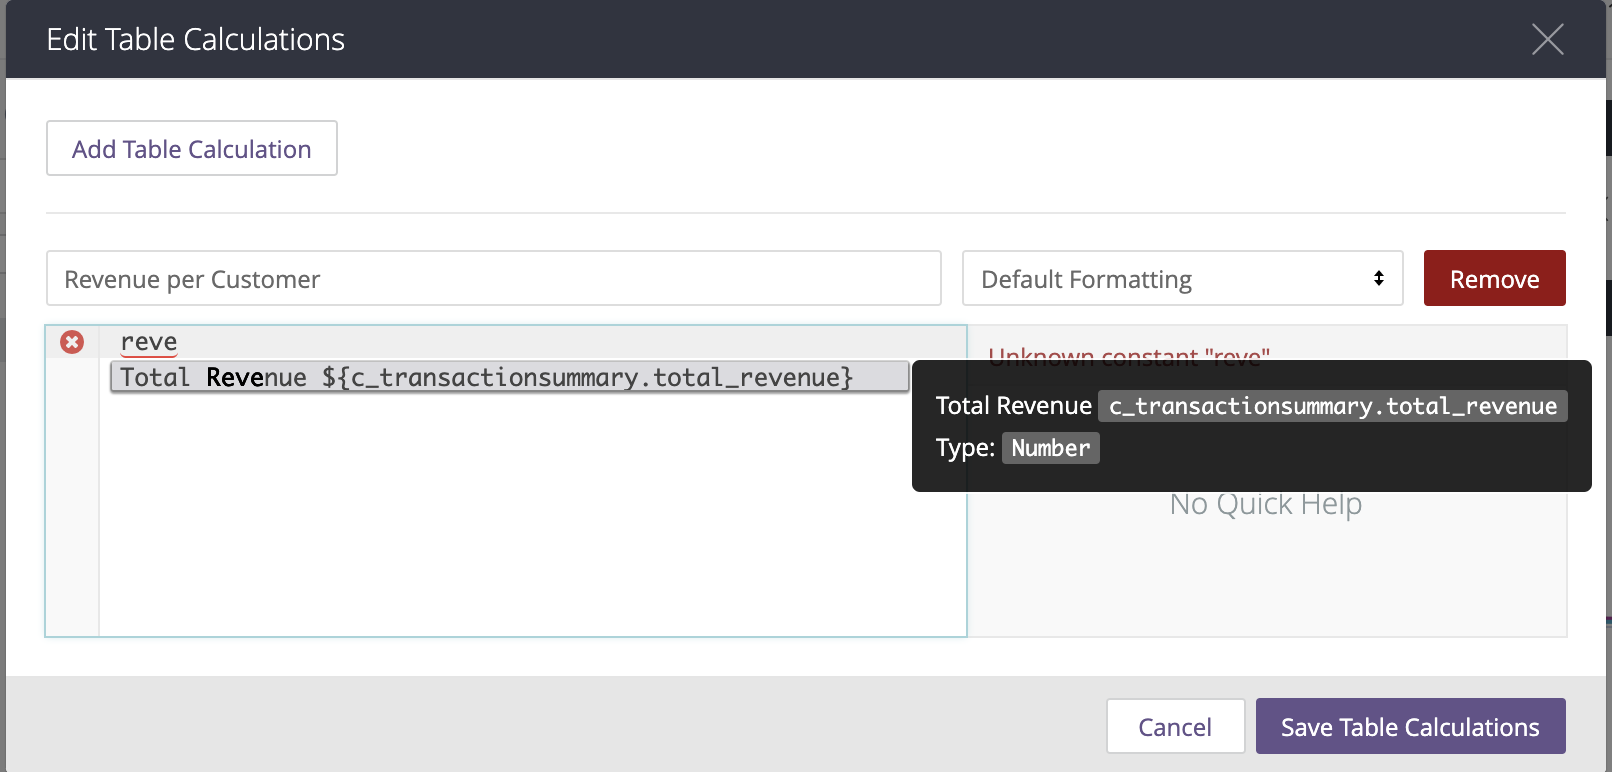 Edit Table Calculations
Add Table Calculation
Revenue per Customer
Default Formatting
Remove
reve
Unknown constant "reve"
Total Revenue ${c_transactionsummary.total_revenue}
Total Revenue c_transactionsummary.total_revenue
Type: Number
No Quick Help
Cancel
Save Table Calculations